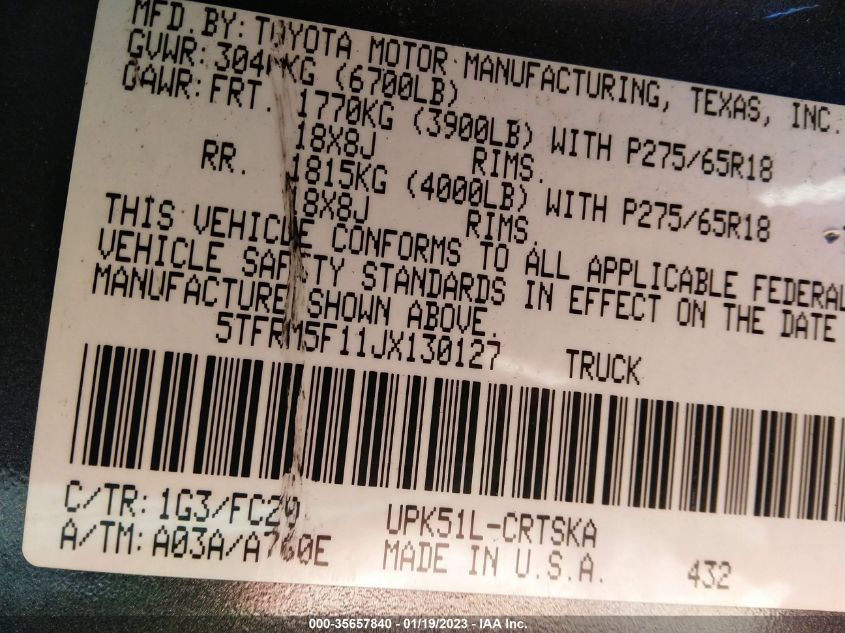 MFD.BY: TOYOTA MOTOR MANUFACTURING, TEXAS, INC.
GVWR: 3040KG (6700LB)
GAWR: FRT. 1770KG (3900LB) WITH P275/65R18
18X8J RIMS.
RR. 1815KG (4000LB) WITH P275/65R18
18X8J RIMS.
THIS VEHICLE CONFORMS TO ALL APPLICABLE FEDERAL
VEHICLE SAFETY STANDARDS IN EFFECT ON THE DATE
MANUFACTURE SHOWN ABOVE.
5TFRM5F11JX130127 TRUCK
C/TR: 1G3/FC20 UPK51L-CRTSKA
A/TM: A03A/A760E MADE IN U.S.A. 432
000-35657840 - 01/19/2023 - IAA Inc.